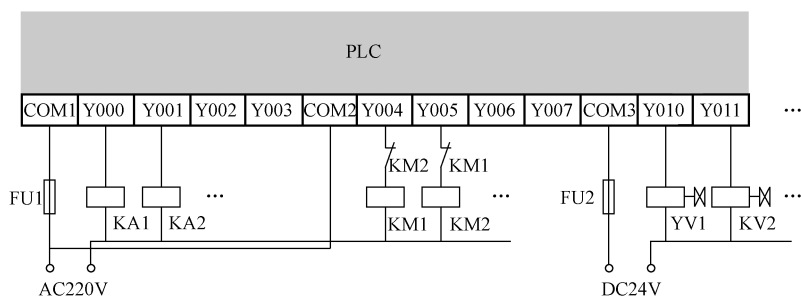 PLC
COM1 Y000 Y001 Y002 Y003 COM2 Y004 Y005 Y006 Y007 COM3 Y010 Y011 ...
KM2 KM1
FU1 ... ... FU2 ...
KA1 KA2 KM1 KM2 YV1 KV2
AC220V DC24V